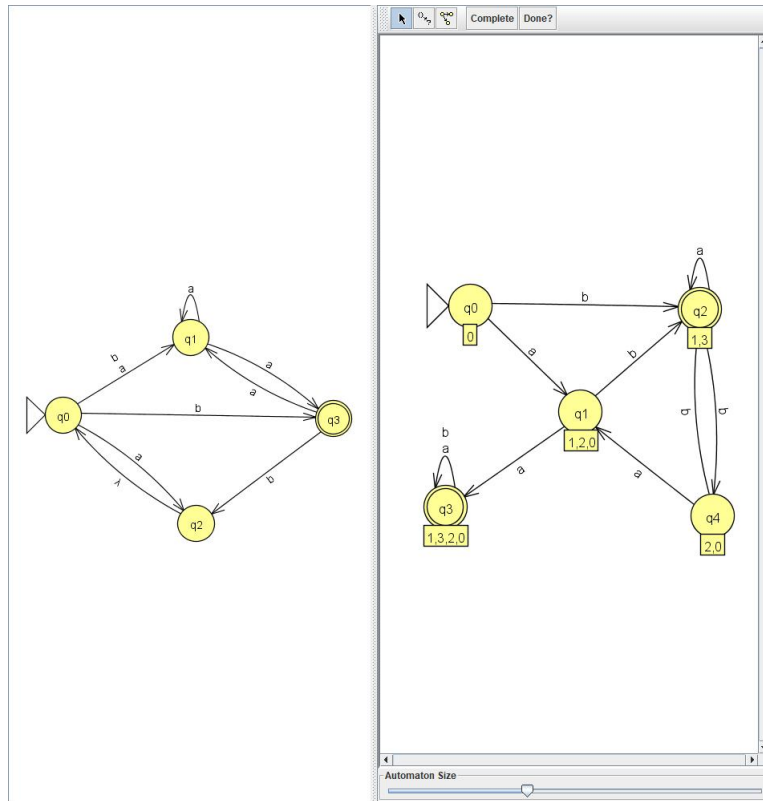 Complete Done?
a
q1
b
a
a
a
q0
b
q3
a
λ
b
q2
a
q0
0
b
q2
1,3
a
b
q1
1,2,0
b
b
b
a
a
a
q3
1,3,2,0
q4
2,0
Automaton Size